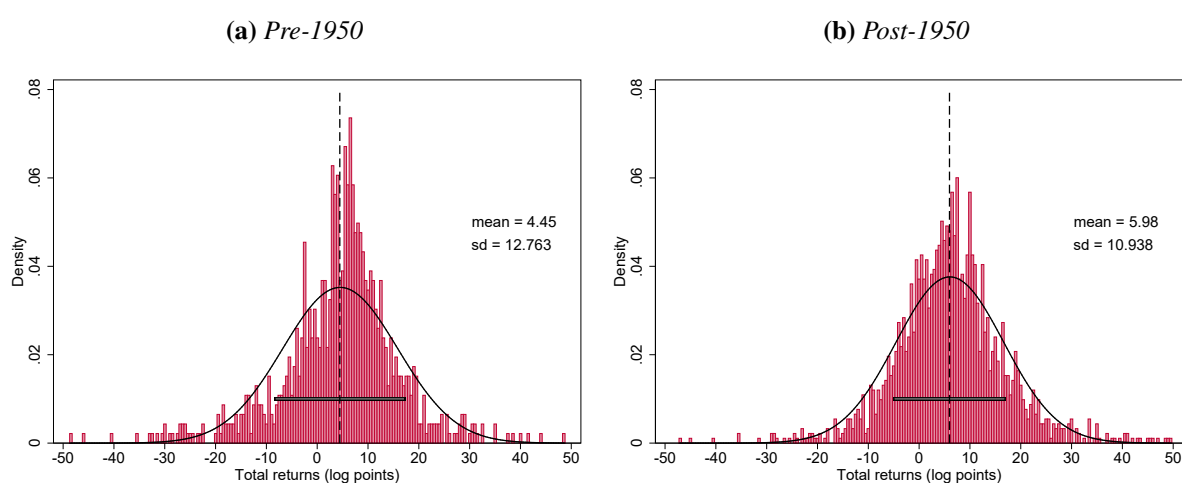 (a) Pre-1950
.08
.06
.04
.02
0
Density
mean = 4.45
sd = 12.763
-50 -40 -30 -20 -10 0 10 20 30 40 50
Total returns (log points)
(b) Post-1950
.08
.06
.04
.02
0
Density
mean = 5.98
sd = 10.938
-50 -40 -30 -20 -10 0 10 20 30 40 50
Total returns (log points)